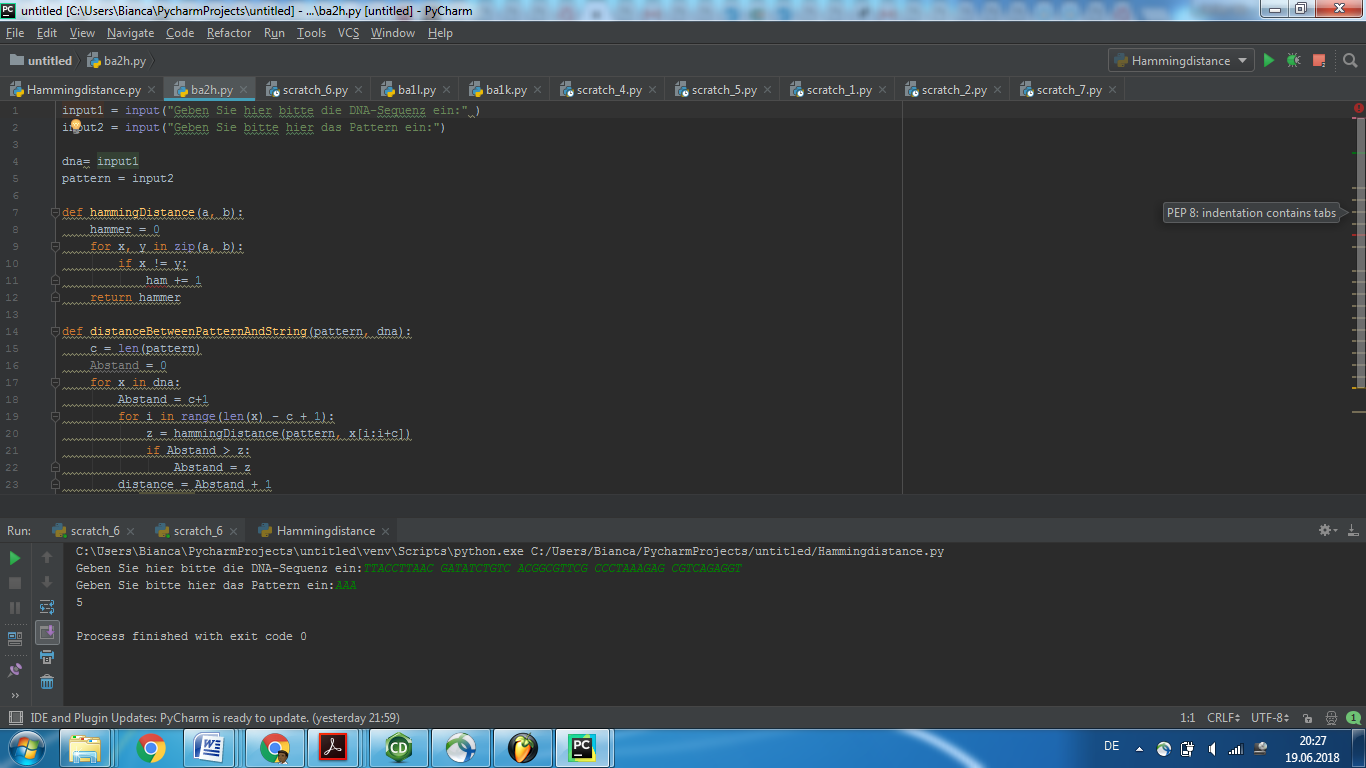 untitled [C:\Users\Bianca\PycharmProjects\untitled] - ...\ba2h.py [untitled] - PyCharm
File Edit View Navigate Code Refactor Run Tools VCS Window Help
untitled ba2h.py Hammingdistance
Hammingdistance.py ba2h.py scratch_6.py ba1l.py ba1k.py scratch_4.py scratch_5.py scratch_1.py scratch_2.py scratch_7.py
1 input1 = input("Geben Sie hier bitte die DNA-Sequenz ein:" )
2 input2 = input("Geben Sie bitte hier das Pattern ein:")
3
4 dna= input1
5 pattern = input2
6
7 def hammingDistance(a, b):
PEP 8: indentation contains tabs
8 hammer = 0
9 for x, y in zip(a, b):
10 if x != y:
11 ham += 1
12 return hammer
13
14 def distanceBetweenPatternAndString(pattern, dna):
15 c = len(pattern)
16 Abstand = 0
17 for x in dna:
18 Abstand = c+1
19 for i in range(len(x) - c + 1):
20 z = hammingDistance(pattern, x[i:i+c])
21 if Abstand > z:
22 Abstand = z
23 distance = Abstand + 1
Run: scratch_6 scratch_6 Hammingdistance
C:\Users\Bianca\PycharmProjects\untitled\venv\Scripts\python.exe C:/Users/Bianca/PycharmProjects/untitled/Hammingdistance.py
Geben Sie hier bitte die DNA-Sequenz ein:TTACCTTAAC GATATCTGTC ACGGCGTTCG CCCTAAAGAG CGTCAGAGGT
Geben Sie bitte hier das Pattern ein:AAA
5
Process finished with exit code 0
IDE and Plugin Updates: PyCharm is ready to update. (yesterday 21:59) 1:1 CRLF UTF-8 1
DE 20:27
19.06.2018